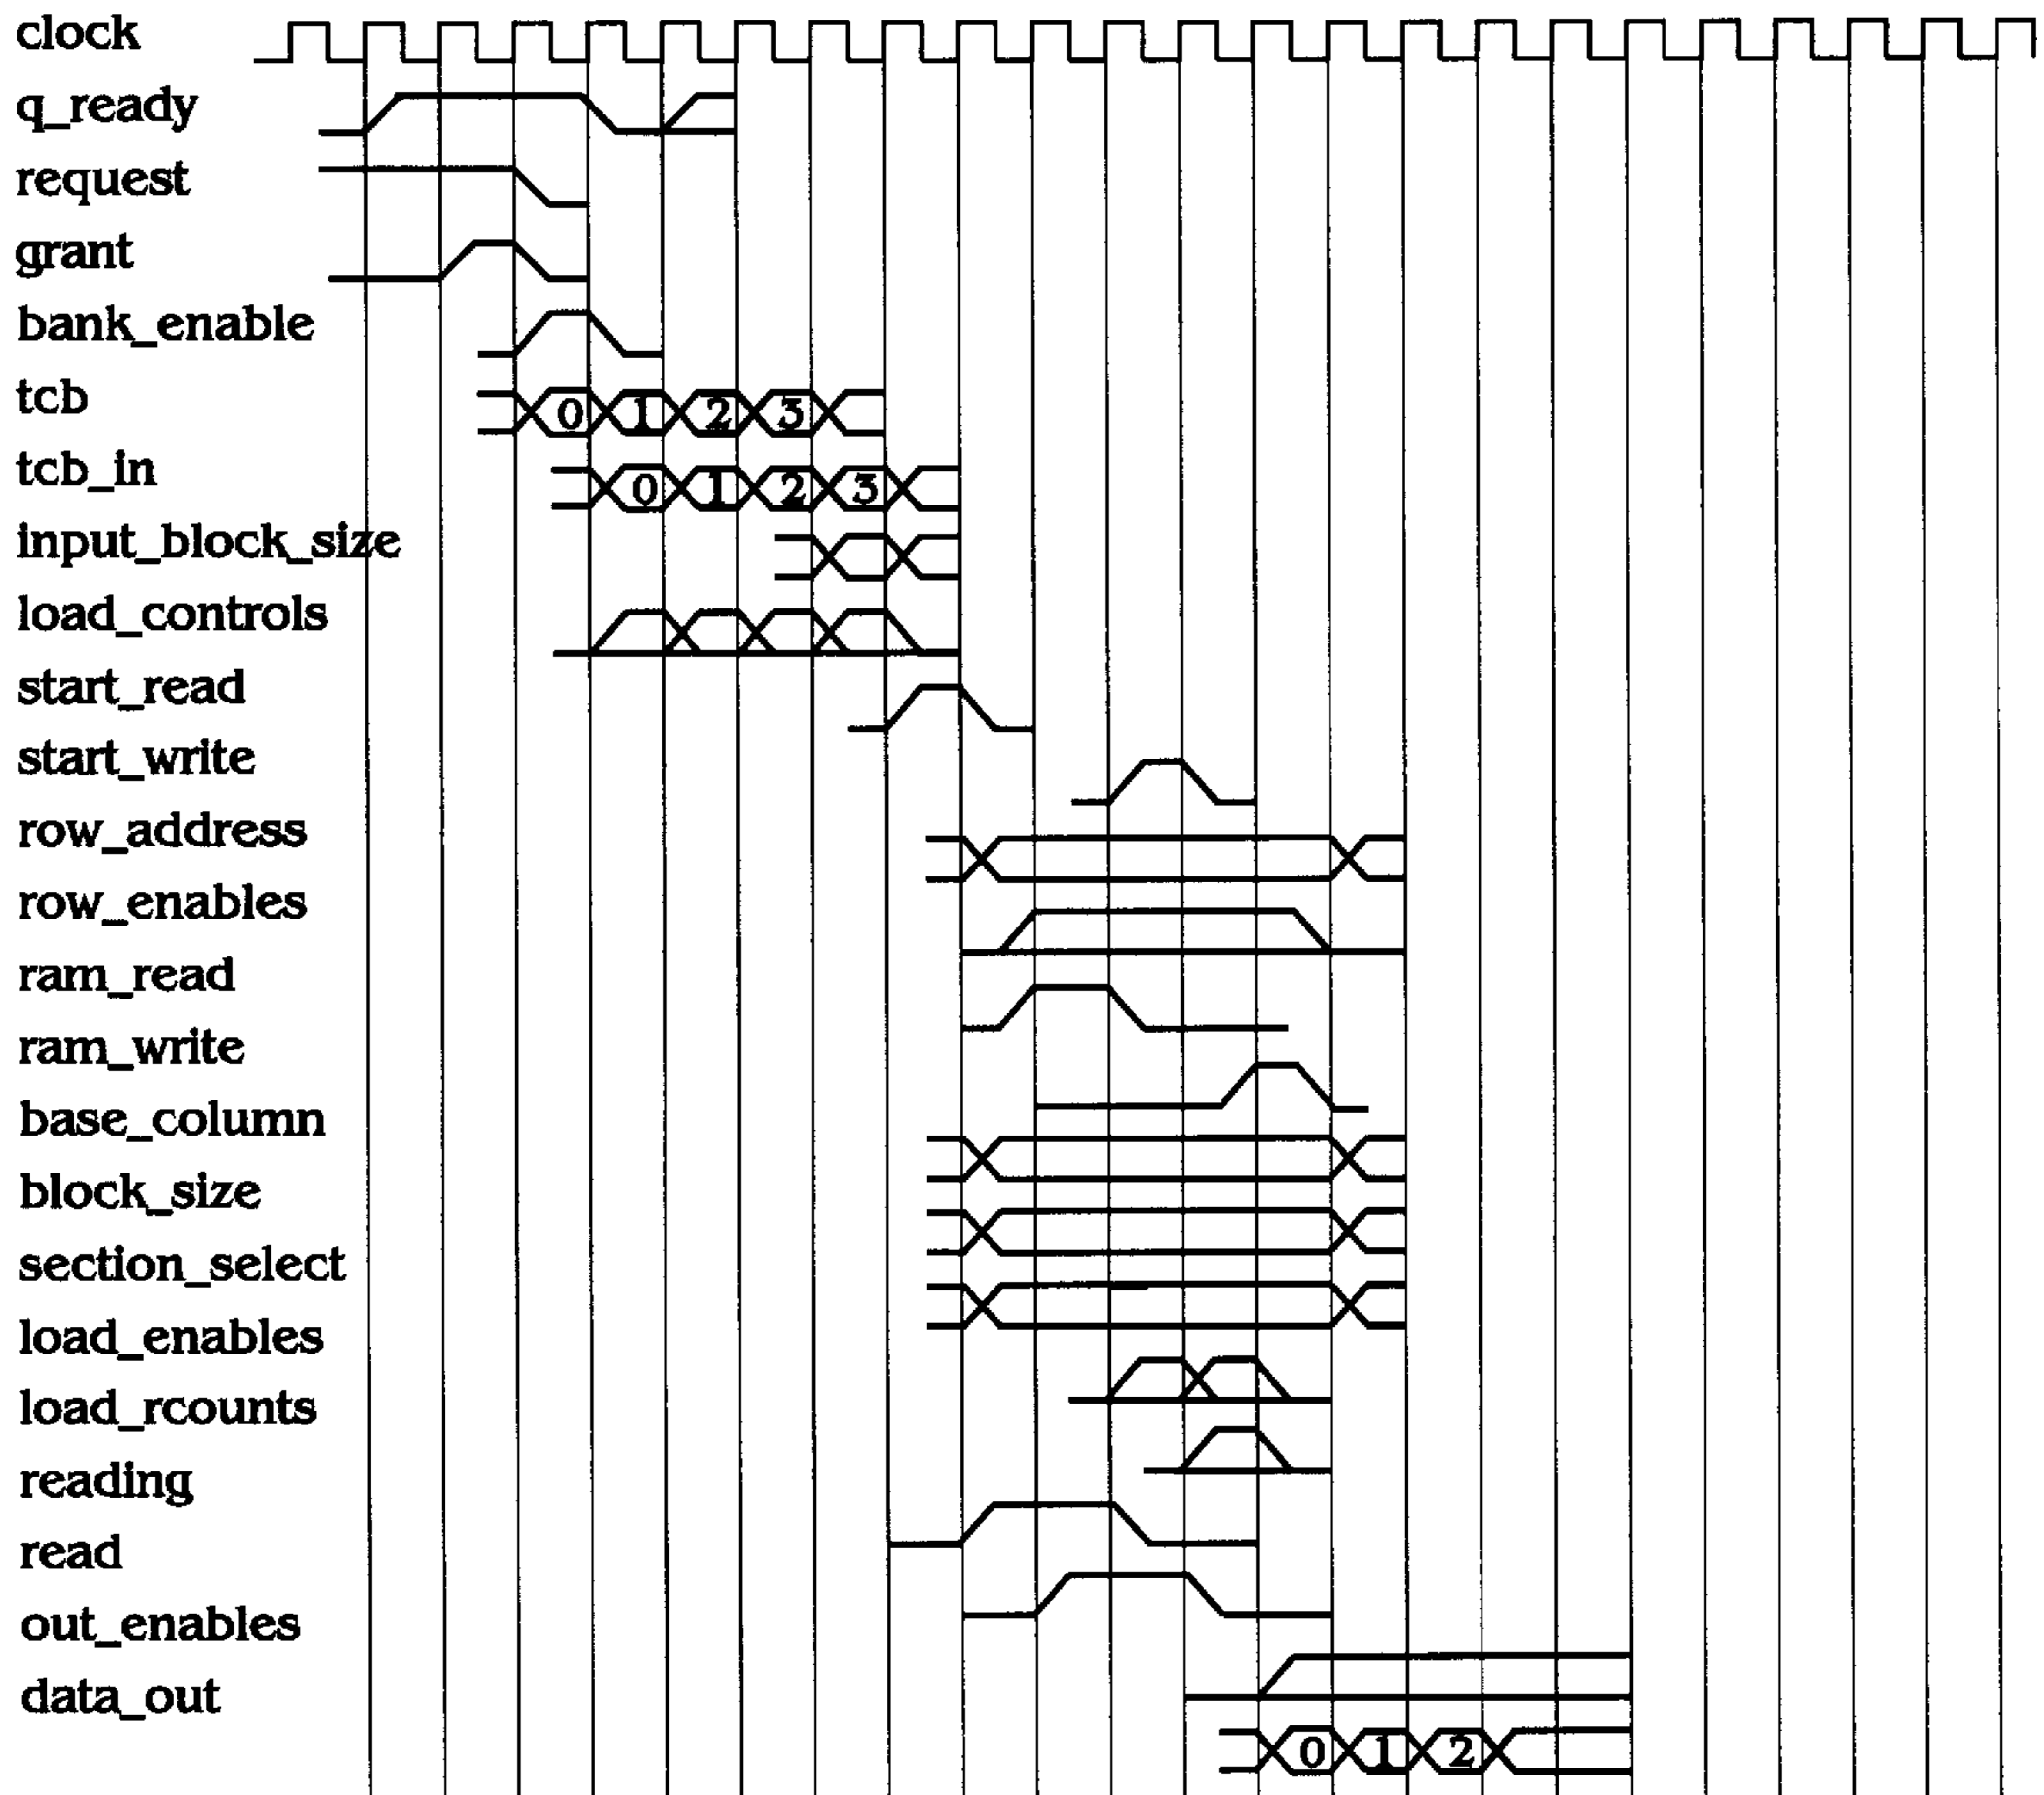 clock
q_ready
request
grant
bank_enable
tcb
0 1 2 3
tcb_in
0 1 2 3
input_block_size
load_controls
start_read
start_write
row_address
row_enables
ram_read
ram_write
base_column
block_size
section_select
load_enables
load_rcounts
reading
read
out_enables
data_out
0 1 2